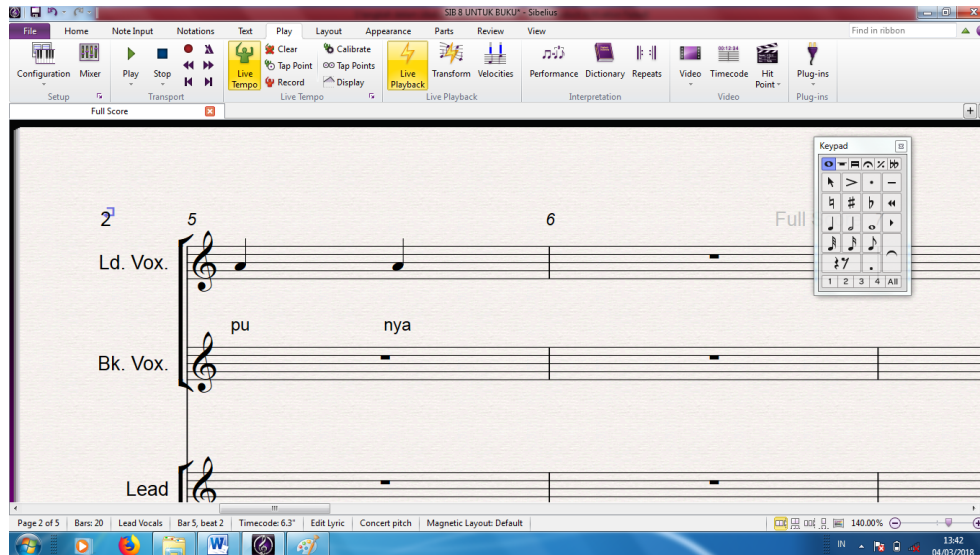 SIB 8 UNTUK BUKU* - Sibelius
File Home Note Input Notations Text Play Layout Appearance Parts Review View Find in ribbon
Clear Calibrate
Tap Point Tap Points
Configuration Mixer Play Stop Live Tempo Record Display Live Playback Transform Velocities Performance Dictionary Repeats Video Timecode Hit Point Plug-ins
Setup Transport Live Tempo Live Playback Interpretation Video Plug-ins
Full Score
Keypad
2 5 6 Full S
Ld. Vox.
1 2 3 4 All
pu nya
Bk. Vox.
Lead
Page 2 of 5 Bars: 20 Lead Vocals Bar 5, beat 2 Timecode: 6.3" Edit Lyric Concert pitch Magnetic Layout: Default 140.00%
IN 13:42
04/03/2018